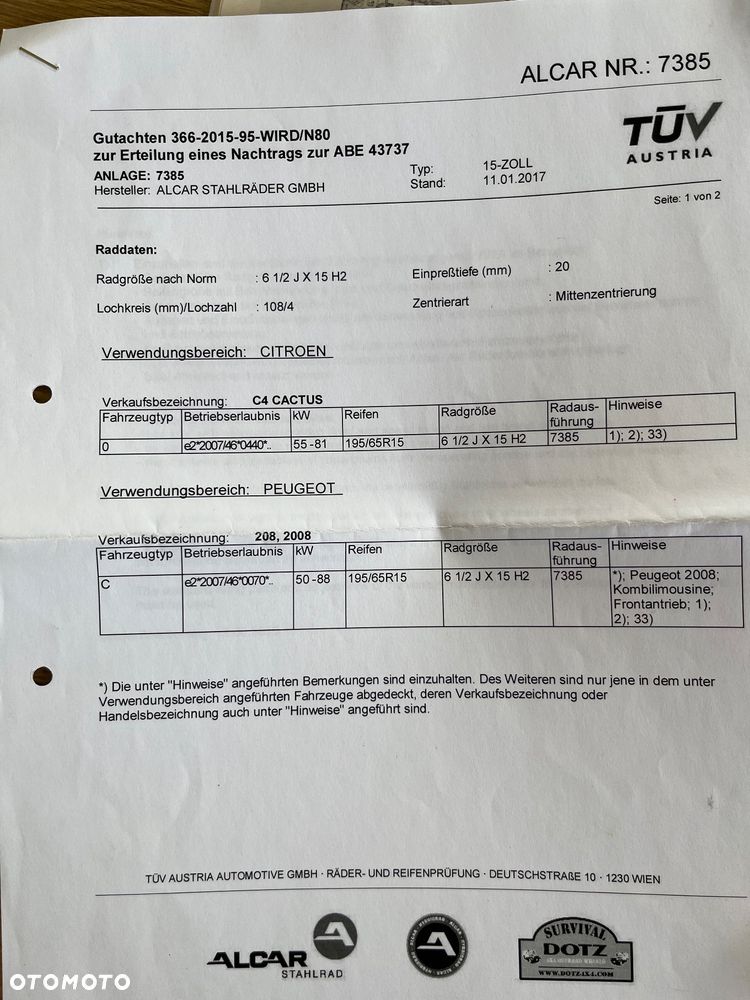 ALCAR NR.: 7385
TÜV
AUSTRIA
Gutachten 366-2015-95-WIRD/N80
zur Erteilung eines Nachtrags zur ABE 43737
ANLAGE: 7385
Hersteller: ALCAR STAHLRÄDER GMBH
Typ: 15-ZOLL
Stand: 11.01.2017
Seite: 1 von 2
Raddaten:
Radgröße nach Norm : 6 1/2 J X 15 H2 Einpreßtiefe (mm) : 20
Lochkreis (mm)/Lochzahl : 108/4 Zentrierart : Mittenzentrierung
Verwendungsbereich: CITROEN
Verkaufsbezeichnung: C4 CACTUS
Fahrzeugtyp Betriebserlaubnis kW Reifen Radgröße Radaus- Hinweise
führung
0 e2*2007/46*0440*.. 55-81 195/65R15 6 1/2 J X 15 H2 7385 1); 2); 33)
Verwendungsbereich: PEUGEOT
Verkaufsbezeichnung: 208, 2008
Fahrzeugtyp Betriebserlaubnis kW Reifen Radgröße Radaus- Hinweise
führung
C e2*2007/46*0070*.. 50-88 195/65R15 6 1/2 J X 15 H2 7385 *); Peugeot 2008;
Kombilimousine;
Frontantrieb; 1);
2); 33)
*) Die unter "Hinweise" angeführten Bemerkungen sind einzuhalten. Des Weiteren sind nur jene in dem unter
Verwendungsbereich angeführten Fahrzeuge abgedeckt, deren Verkaufsbezeichnung oder
Handelsbezeichnung auch unter "Hinweise" angeführt sind.
TÜV AUSTRIA AUTOMOTIVE GMBH · RÄDER- UND REIFENPRÜFUNG · DEUTSCHSTRAßE 10 · 1230 WIEN
ALCAR
STAHLRAD
SURVIVAL
DOTZ
4X4 OFFROAD WHEELS
WWW.DOTZ4X4.COM
OTOMOTO